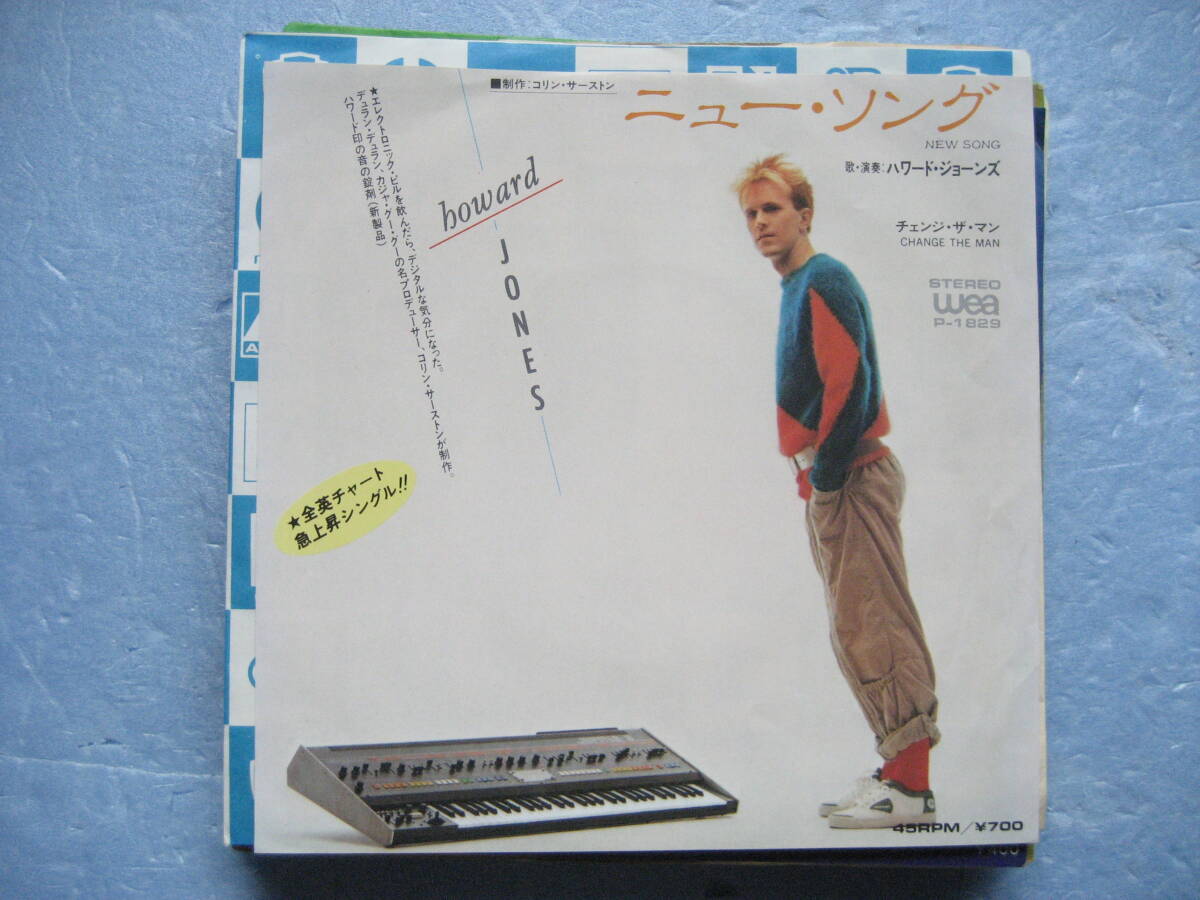 ■制作:コリン・サーストン
ニュー・ソング
NEW SONG
歌・演奏:ハワード・ジョーンズ
チェンジ・ザ・マン
CHANGE THE MAN
STEREO
wea
P-1829
howard
JONES
★エレクトロニック・ピルを飲んだら、デジタルな気分になった。
デュラン・デュラン、カジャ・グー・グーの名プロデューサー、コリン・サーストンが制作。
ハワード印の音の錠剤(新製品)
★全英チャート
急上昇シングル!!
45RPM/¥700